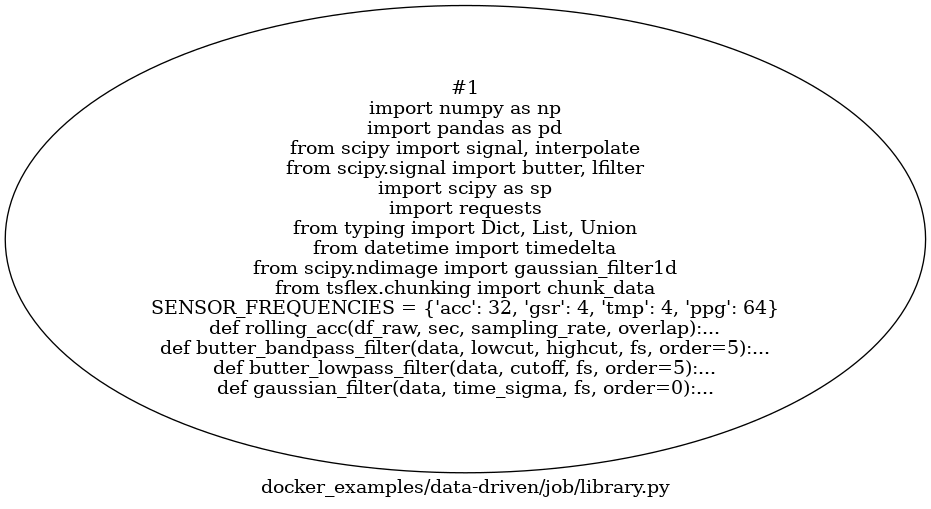 #1
import numpy as np
import pandas as pd
from scipy import signal, interpolate
from scipy.signal import butter, lfilter
import scipy as sp
import requests
from typing import Dict, List, Union
from datetime import timedelta
from scipy.ndimage import gaussian_filter1d
from tsflex.chunking import chunk_data
SENSOR_FREQUENCIES = {'acc': 32, 'gsr': 4, 'tmp': 4, 'ppg': 64}
def rolling_acc(df_raw, sec, sampling_rate, overlap):...
def butter_bandpass_filter(data, lowcut, highcut, fs, order=5):...
def butter_lowpass_filter(data, cutoff, fs, order=5):...
def gaussian_filter(data, time_sigma, fs, order=0):...
docker_examples/data-driven/job/library.py